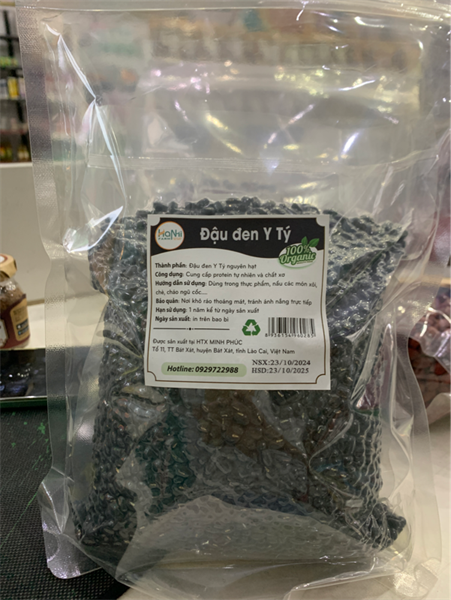 HaNhi
Đậu đen Y Tý
100%
Organic
Thành phần: Đậu đen Y Tý nguyên hạt
Công dụng: Cung cấp protein tự nhiên và chất xơ
Hướng dẫn sử dụng: Dùng trong thực phẩm, nấu các món xôi,
chè, cháo ngũ cốc....
Bảo quản: Nơi khô ráo thoáng mát, tránh ánh nắng trực tiếp
Hạn sử dụng: 1 năm kể từ ngày sản xuất
Ngày sản xuất: in trên bao bì
Được sản xuất tại HTX MINH PHÚC
Tổ 11, TT Bát Xát, huyện Bát Xát, tỉnh Lào Cai, Việt Nam
Hotline: 0929722988
NSX:23/10/2024
HSD:23/10/2025